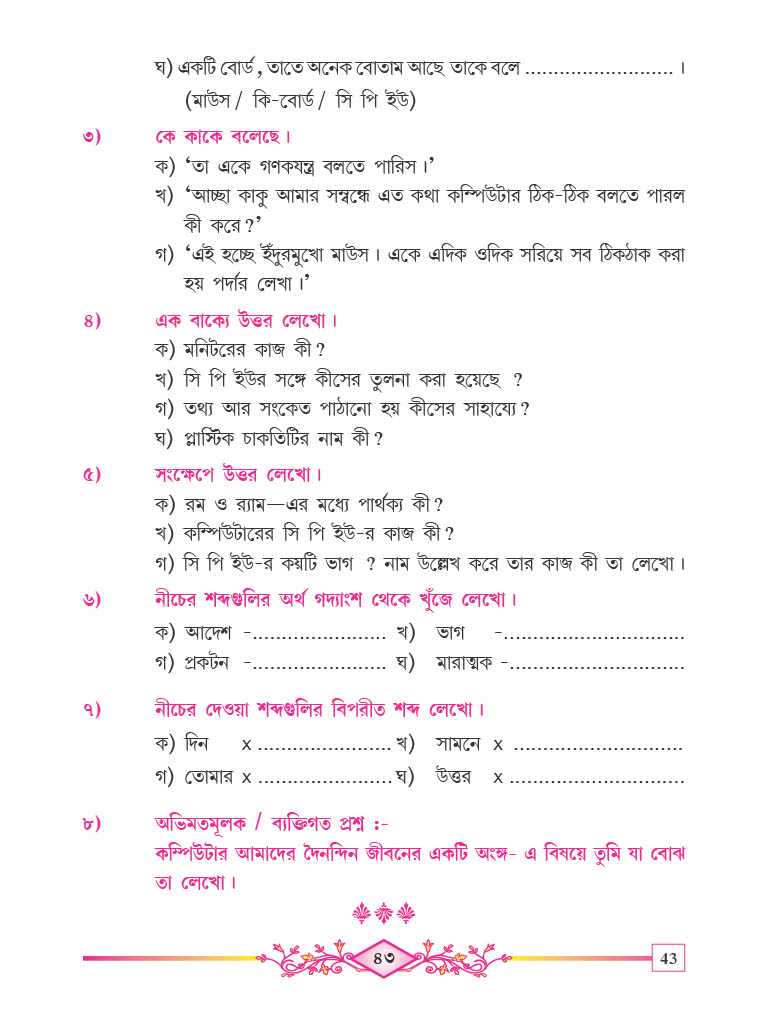 ঘ) একটি বোর্ড, তাতে অনেক বোতাম আছে তাকে বলে .......................... ।
(মাউস / কি-বোর্ড / সি পি ইউ)
৩) কে কাকে বলেছে।
ক) ‘তা একে গণকযন্ত্র বলতে পারিস।’
খ) ‘আচ্ছা কাকু আমার সম্বন্ধে এত কথা কম্পিউটার ঠিক-ঠিক বলতে পারল
কী করে?’
গ) ‘এই হচ্ছে ইঁদুরমুখো মাউস। একে এদিক ওদিক সরিয়ে সব ঠিকঠাক করা
হয় পর্দার লেখা।’
৪) এক বাক্যে উত্তর লেখো।
ক) মনিটরের কাজ কী?
খ) সি পি ইউর সঙ্গে কীসের তুলনা করা হয়েছে ?
গ) তথ্য আর সংকেত পাঠানো হয় কীসের সাহায্যে?
ঘ) প্লাস্টিক চাকতিটির নাম কী?
৫) সংক্ষেপে উত্তর লেখো।
ক) রম ও র‍্যাম—এর মধ্যে পার্থক্য কী?
খ) কম্পিউটারের সি পি ইউ-র কাজ কী?
গ) সি পি ইউ-র কয়টি ভাগ ? নাম উল্লেখ করে তার কাজ কী তা লেখো।
৬) নীচের শব্দগুলির অর্থ গদ্যাংশ থেকে খুঁজে লেখো।
ক) আদেশ -....................... খ) ভাগ -...............................
গ) প্রকটন -....................... ঘ) মারাত্মক -..............................
৭) নীচের দেওয়া শব্দগুলির বিপরীত শব্দ লেখো।
ক) দিন x ....................... খ) সামনে x .............................
গ) তোমার x ....................... ঘ) উত্তর x ..............................
৮) অভিমতমূলক / ব্যক্তিগত প্রশ্ন :-
কম্পিউটার আমাদের দৈনন্দিন জীবনের একটি অংঙ্গ- এ বিষয়ে তুমি যা বোঝ
তা লেখো।
৪৩ 43